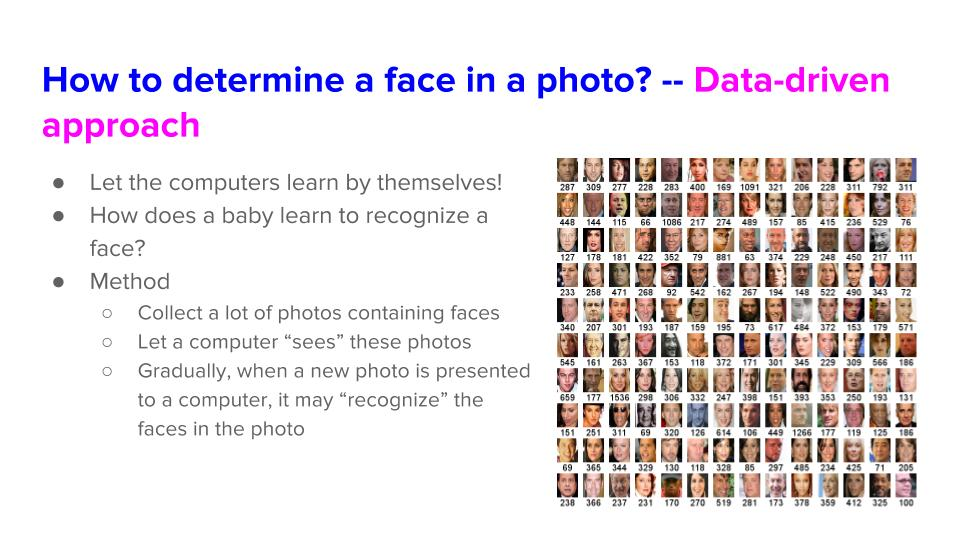 How to determine a face in a photo? -- Data-driven
approach
● Let the computers learn by themselves!
● How does a baby learn to recognize a
face?
● Method
○ Collect a lot of photos containing faces
○ Let a computer “sees” these photos
○ Gradually, when a new photo is presented
to a computer, it may “recognize” the
faces in the photo
287 309 277 228 283 400 169 1091 321 206 228 311 792 311
448 144 115 66 1086 217 274 489 157 85 415 236 529 76
127 178 181 422 352 79 881 63 374 229 248 450 217 111
233 258 471 268 92 542 162 267 194 148 522 490 343 72
340 207 301 193 187 159 195 73 617 484 372 153 179 571
545 161 263 367 153 118 372 171 301 345 229 309 566 186
659 177 1536 298 306 332 247 398 151 393 353 250 193 131
151 251 311 69 320 126 614 106 449 1266 177 119 125 186
69 365 344 329 130 118 328 85 297 485 234 425 71 205
238 366 237 231 170 270 519 281 173 378 359 412 325 100